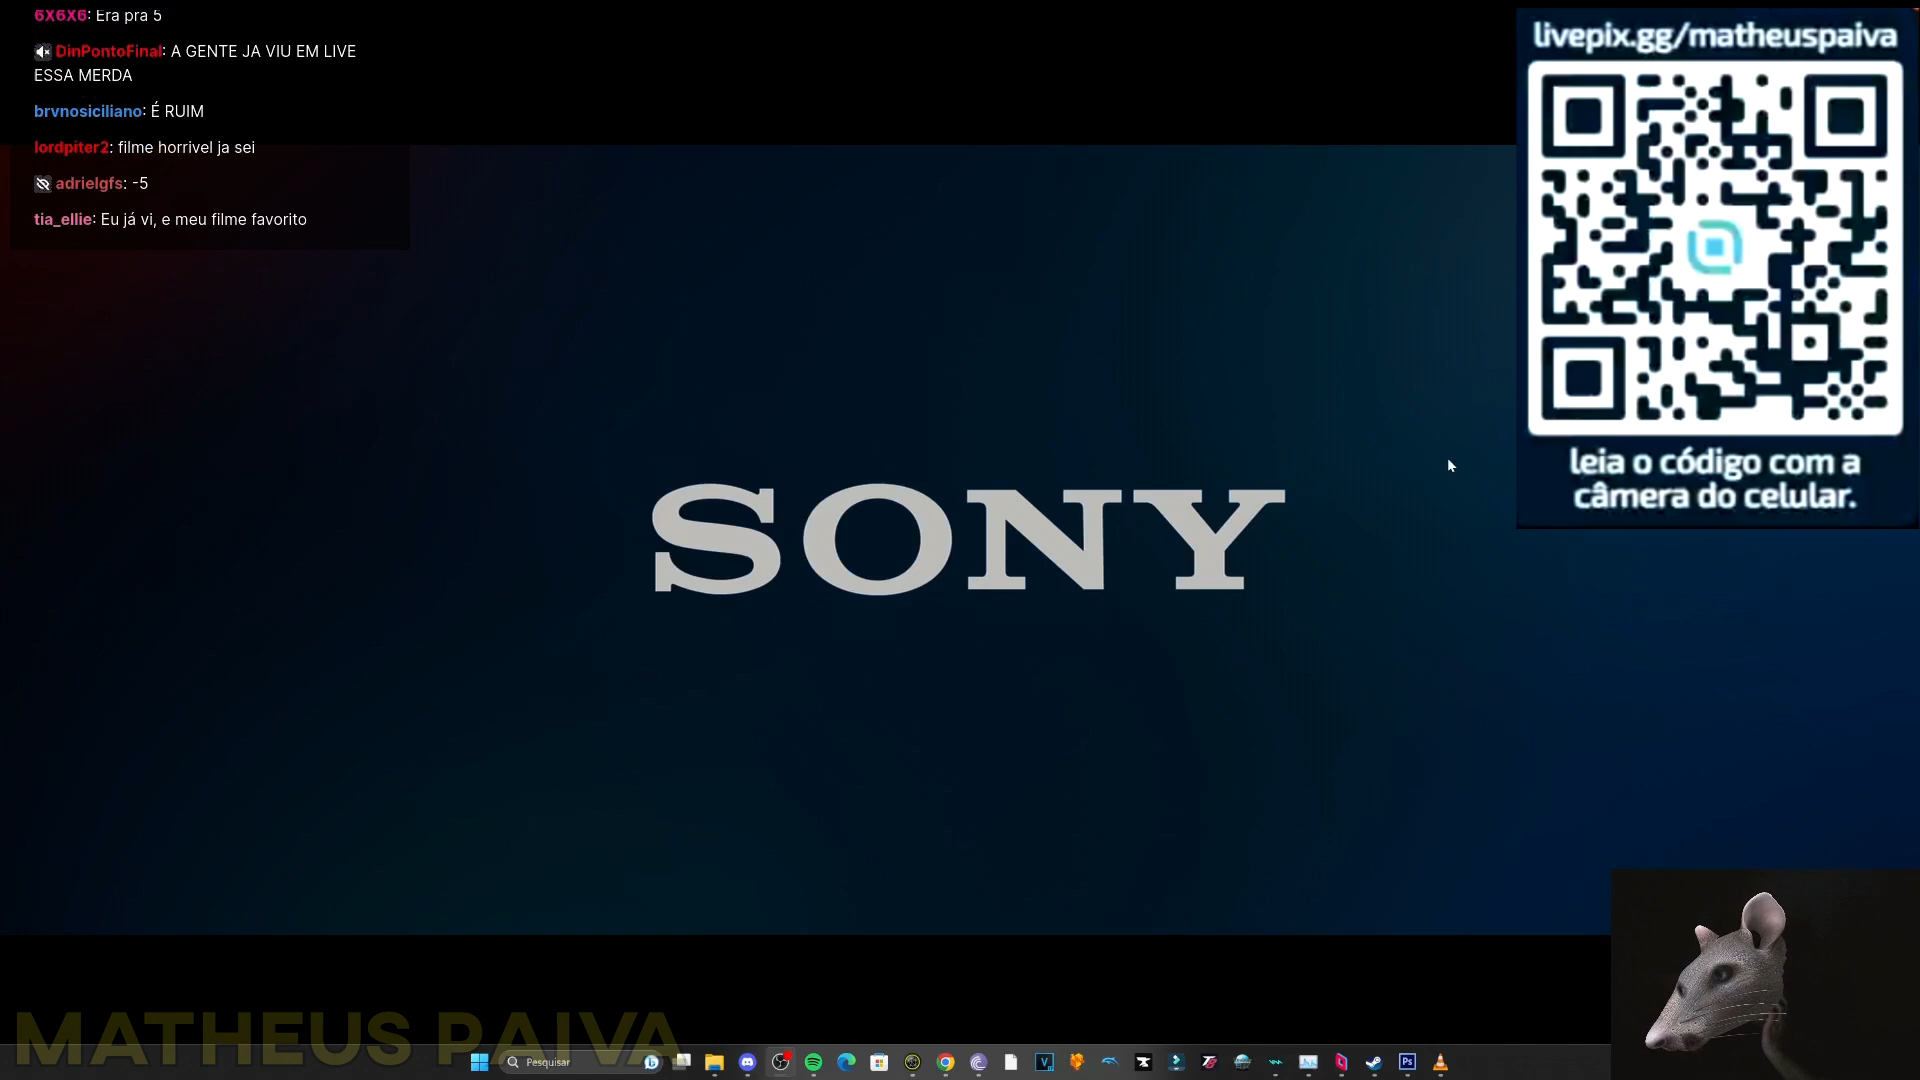 6X6X6: Era pra 5
DinPontoFinal: A GENTE JA VIU EM LIVE
ESSA MERDA
brvnosiciliano: É RUIM
lordpiter2: filme horrivel ja sei
adrielgfs: -5
tia_ellie: Eu já vi, e meu filme favorito
livepix.gg/matheuspaiva
leia o código com a
câmera do celular.
SONY
MATHEUS PAIVA
Pesquisar